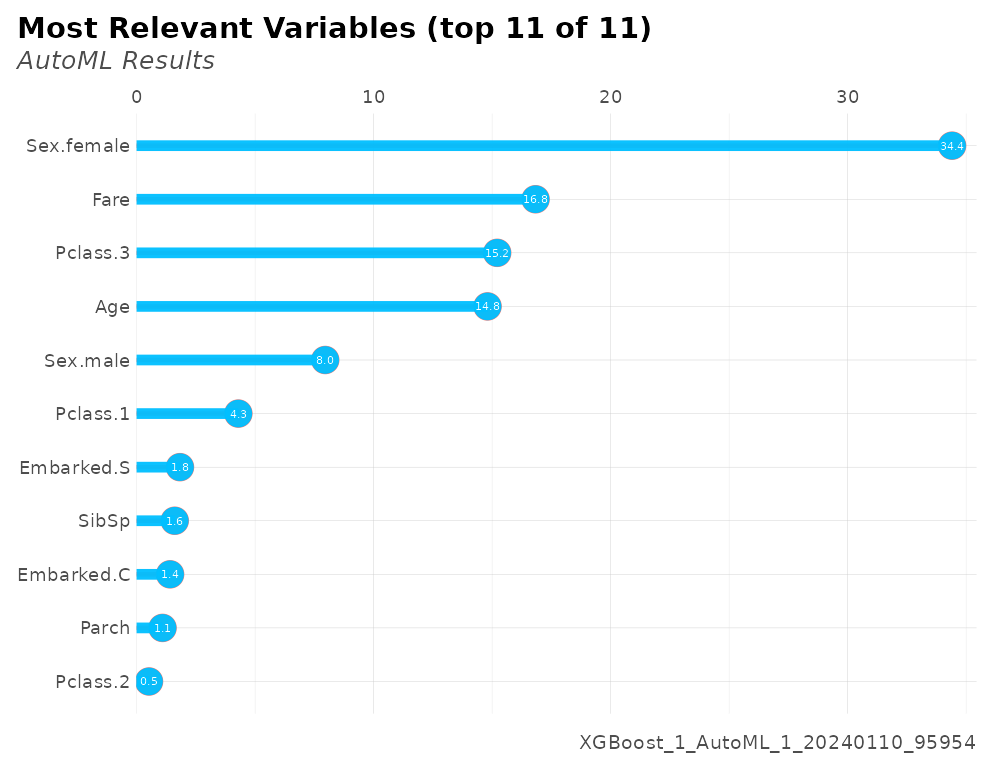 Most Relevant Variables (top 11 of 11)
AutoML Results
0 10 20 30
Sex.female 34.4
Fare 16.8
Pclass.3 15.2
Age 14.8
Sex.male 8.0
Pclass.1 4.3
Embarked.S 1.8
SibSp 1.6
Embarked.C 1.4
Parch 1.1
Pclass.2 0.5
XGBoost_1_AutoML_1_20240110_95954